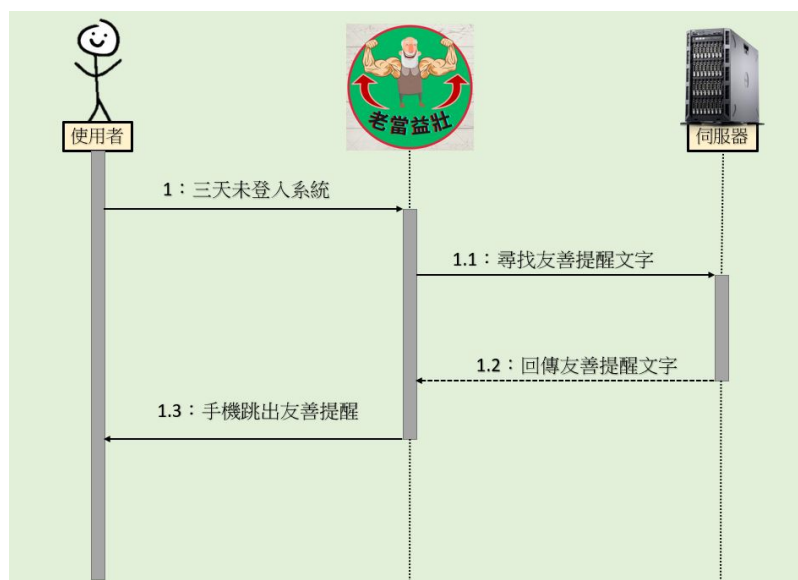 使用者
老當益壯
伺服器
1：三天未登入系統
1.1：尋找友善提醒文字
1.2：回傳友善提醒文字
1.3：手機跳出友善提醒